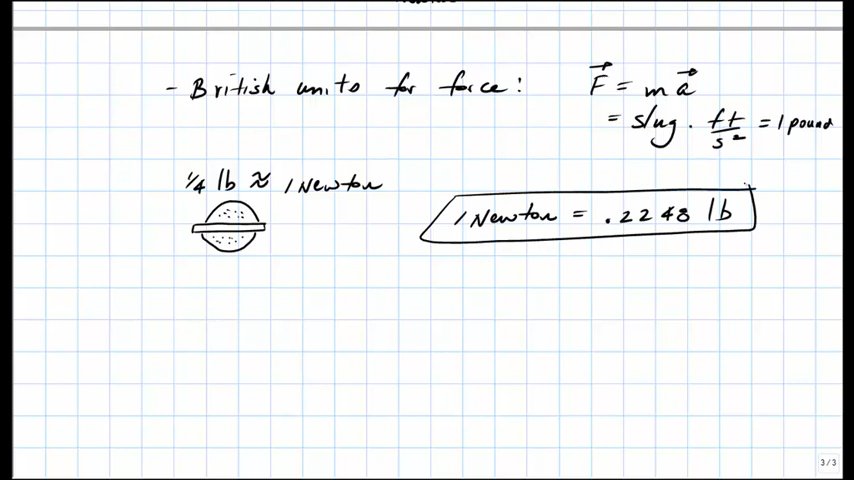 - British units for force:
F = m a
= slug · ft/s² = 1 pound
1/4 lb ≈ 1 Newton
1 Newton = .2248 lb
3/3